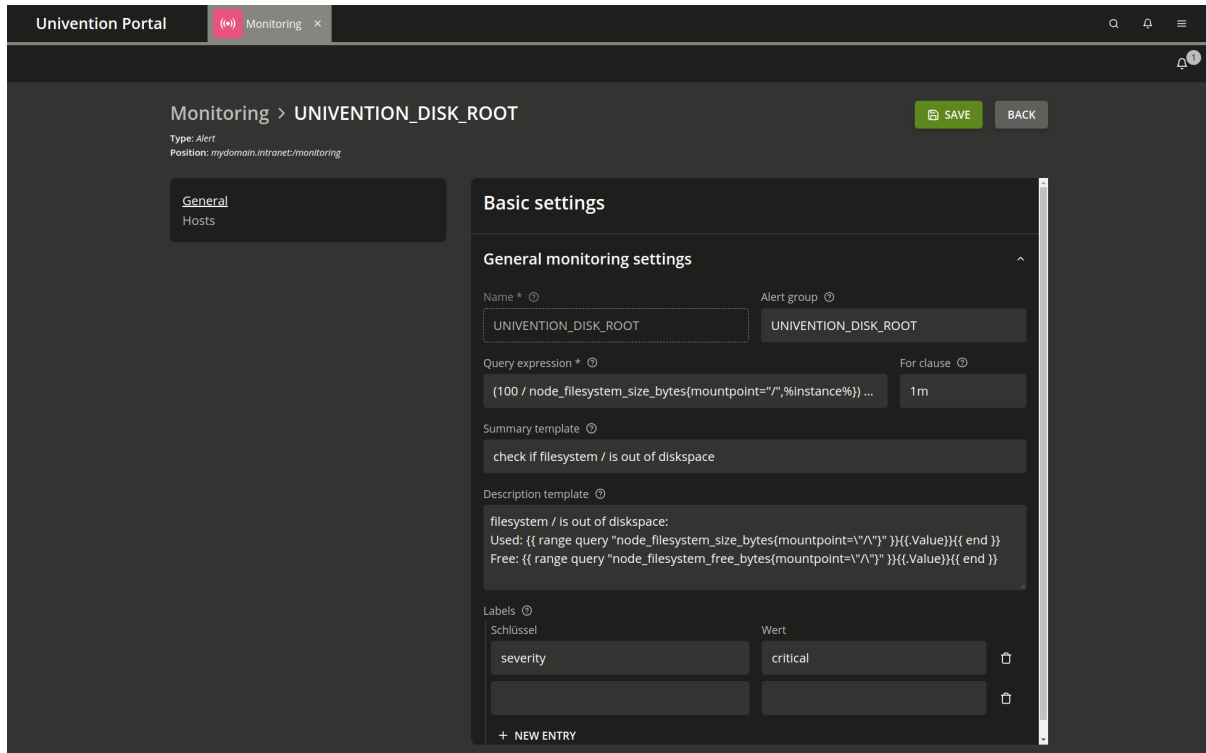 Univention Portal
Monitoring ×
1
Monitoring > UNIVENTION_DISK_ROOT
SAVE
BACK
Type: Alert
Position: mydomain.intranet:/monitoring
General
Hosts
Basic settings
General monitoring settings
Name *
Alert group
UNIVENTION_DISK_ROOT
UNIVENTION_DISK_ROOT
Query expression *
For clause
(100 / node_filesystem_size_bytes{mountpoint="/",%instance%}) ...
1m
Summary template
check if filesystem / is out of diskspace
Description template
filesystem / is out of diskspace:
Used: {{ range query "node_filesystem_size_bytes{mountpoint=\"/\"}" }}{{.Value}}{{ end }}
Free: {{ range query "node_filesystem_free_bytes{mountpoint=\"/\"}" }}{{.Value}}{{ end }}
Labels
Schlüssel
Wert
severity
critical
+ NEW ENTRY